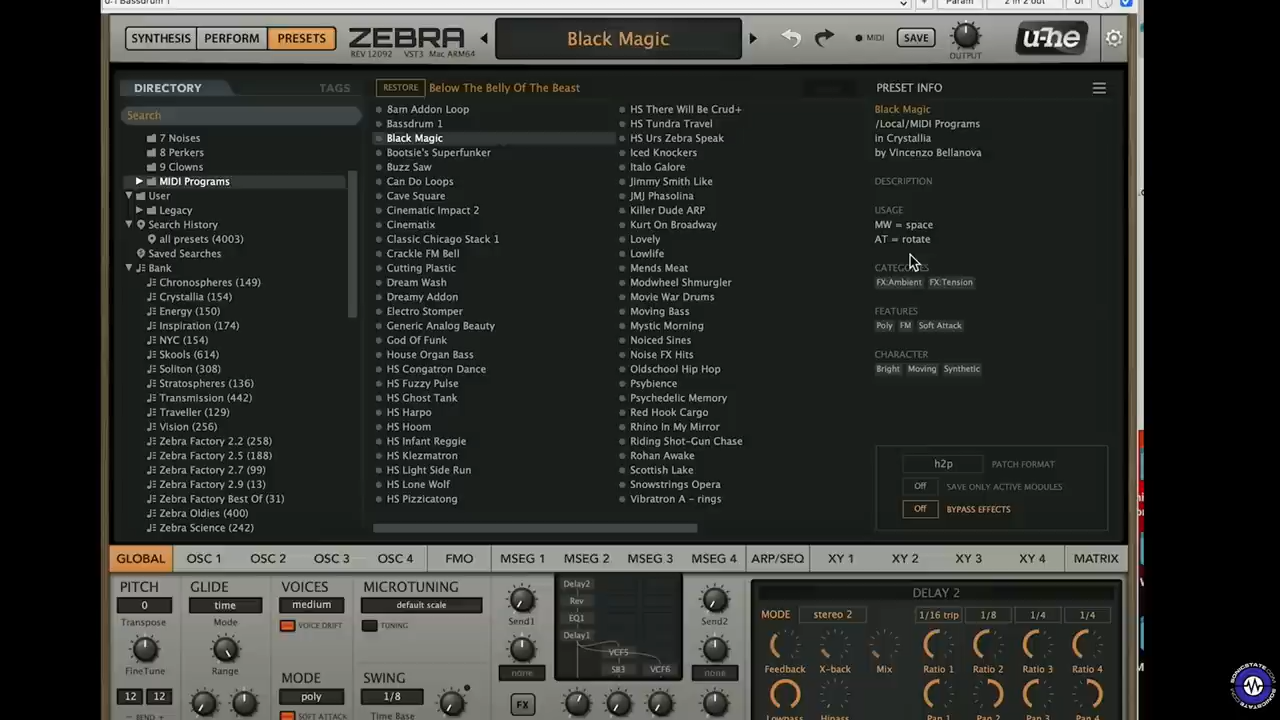 0:1 Bassdrum 1
Param
2 in 2 out
UI
SYNTHESIS
PERFORM
PRESETS
ZEBRA
REV 12092 VST3 Mac ARM64
Black Magic
MIDI
SAVE
OUTPUT
u-he
DIRECTORY
TAGS
Search
7 Noises
8 Perkers
9 Clowns
MIDI Programs
User
Legacy
Search History
all presets (4003)
Saved Searches
Bank
Chronospheres (149)
Crystallia (154)
Energy (150)
Inspiration (174)
NYC (154)
Skools (614)
Soliton (308)
Stratospheres (136)
Transmission (442)
Traveller (129)
Vision (256)
Zebra Factory 2.2 (258)
Zebra Factory 2.5 (188)
Zebra Factory 2.7 (99)
Zebra Factory 2.9 (13)
Zebra Factory Best Of (31)
Zebra Oldies (400)
Zebra Science (242)
RESTORE
Below The Belly Of The Beast
8am Addon Loop
Bassdrum 1
Black Magic
Bootsie's Superfunker
Buzz Saw
Can Do Loops
Cave Square
Cinematic Impact 2
Cinematix
Classic Chicago Stack 1
Crackle FM Bell
Cutting Plastic
Dream Wash
Dreamy Addon
Electro Stomper
Generic Analog Beauty
God Of Funk
House Organ Bass
HS Congatron Dance
HS Fuzzy Pulse
HS Ghost Tank
HS Harpo
HS Hoom
HS Infant Reggie
HS Klezmatron
HS Light Side Run
HS Lone Wolf
HS Pizzicatong
HS There Will Be Crud+
HS Tundra Travel
HS Urs Zebra Speak
Iced Knockers
Italo Galore
Jimmy Smith Like
JMJ Phasolina
Killer Dude ARP
Kurt On Broadway
Lovely
Lowlife
Mends Meat
Modwheel Shmurgler
Movie War Drums
Moving Bass
Mystic Morning
Noiced Sines
Noise FX Hits
Oldschool Hip Hop
Psybience
Psychedelic Memory
Red Hook Cargo
Rhino In My Mirror
Riding Shot-Gun Chase
Rohan Awake
Scottish Lake
Snowstrings Opera
Vibratron A - rings
PRESET INFO
Black Magic
/Local/MIDI Programs
in Crystallia
by Vincenzo Bellanova
DESCRIPTION
USAGE
MW = space
AT = rotate
CATEGORIES
FX:Ambient FX:Tension
FEATURES
Poly FM Soft Attack
CHARACTER
Bright Moving Synthetic
h2p PATCH FORMAT
Off SAVE ONLY ACTIVE MODULES
Off BYPASS EFFECTS
GLOBAL OSC 1 OSC 2 OSC 3 OSC 4 FMO MSEG 1 MSEG 2 MSEG 3 MSEG 4 ARP/SEQ XY 1 XY 2 XY 3 XY 4 MATRIX
PITCH
0
Transpose
FineTune
12 12
BEND
GLIDE
time
Mode
Range
VOICES
medium
VOICE DRIFT
MODE
poly
SOFT ATTACK
MICROTUNING
default scale
TUNING
SWING
1/8
Time Base
Send1
none
FX
Delay2
Rev
EQ1
Delay1
VCF5
SB3
VCF6
Send2
none
DELAY 2
MODE stereo 2 1/16 trip 1/8 1/4 1/4
Feedback X-back Mix Ratio 1 Ratio 2 Ratio 3 Ratio 4
Lowpass Hipass Pan 1 Pan 2 Pan 3 Pan 4